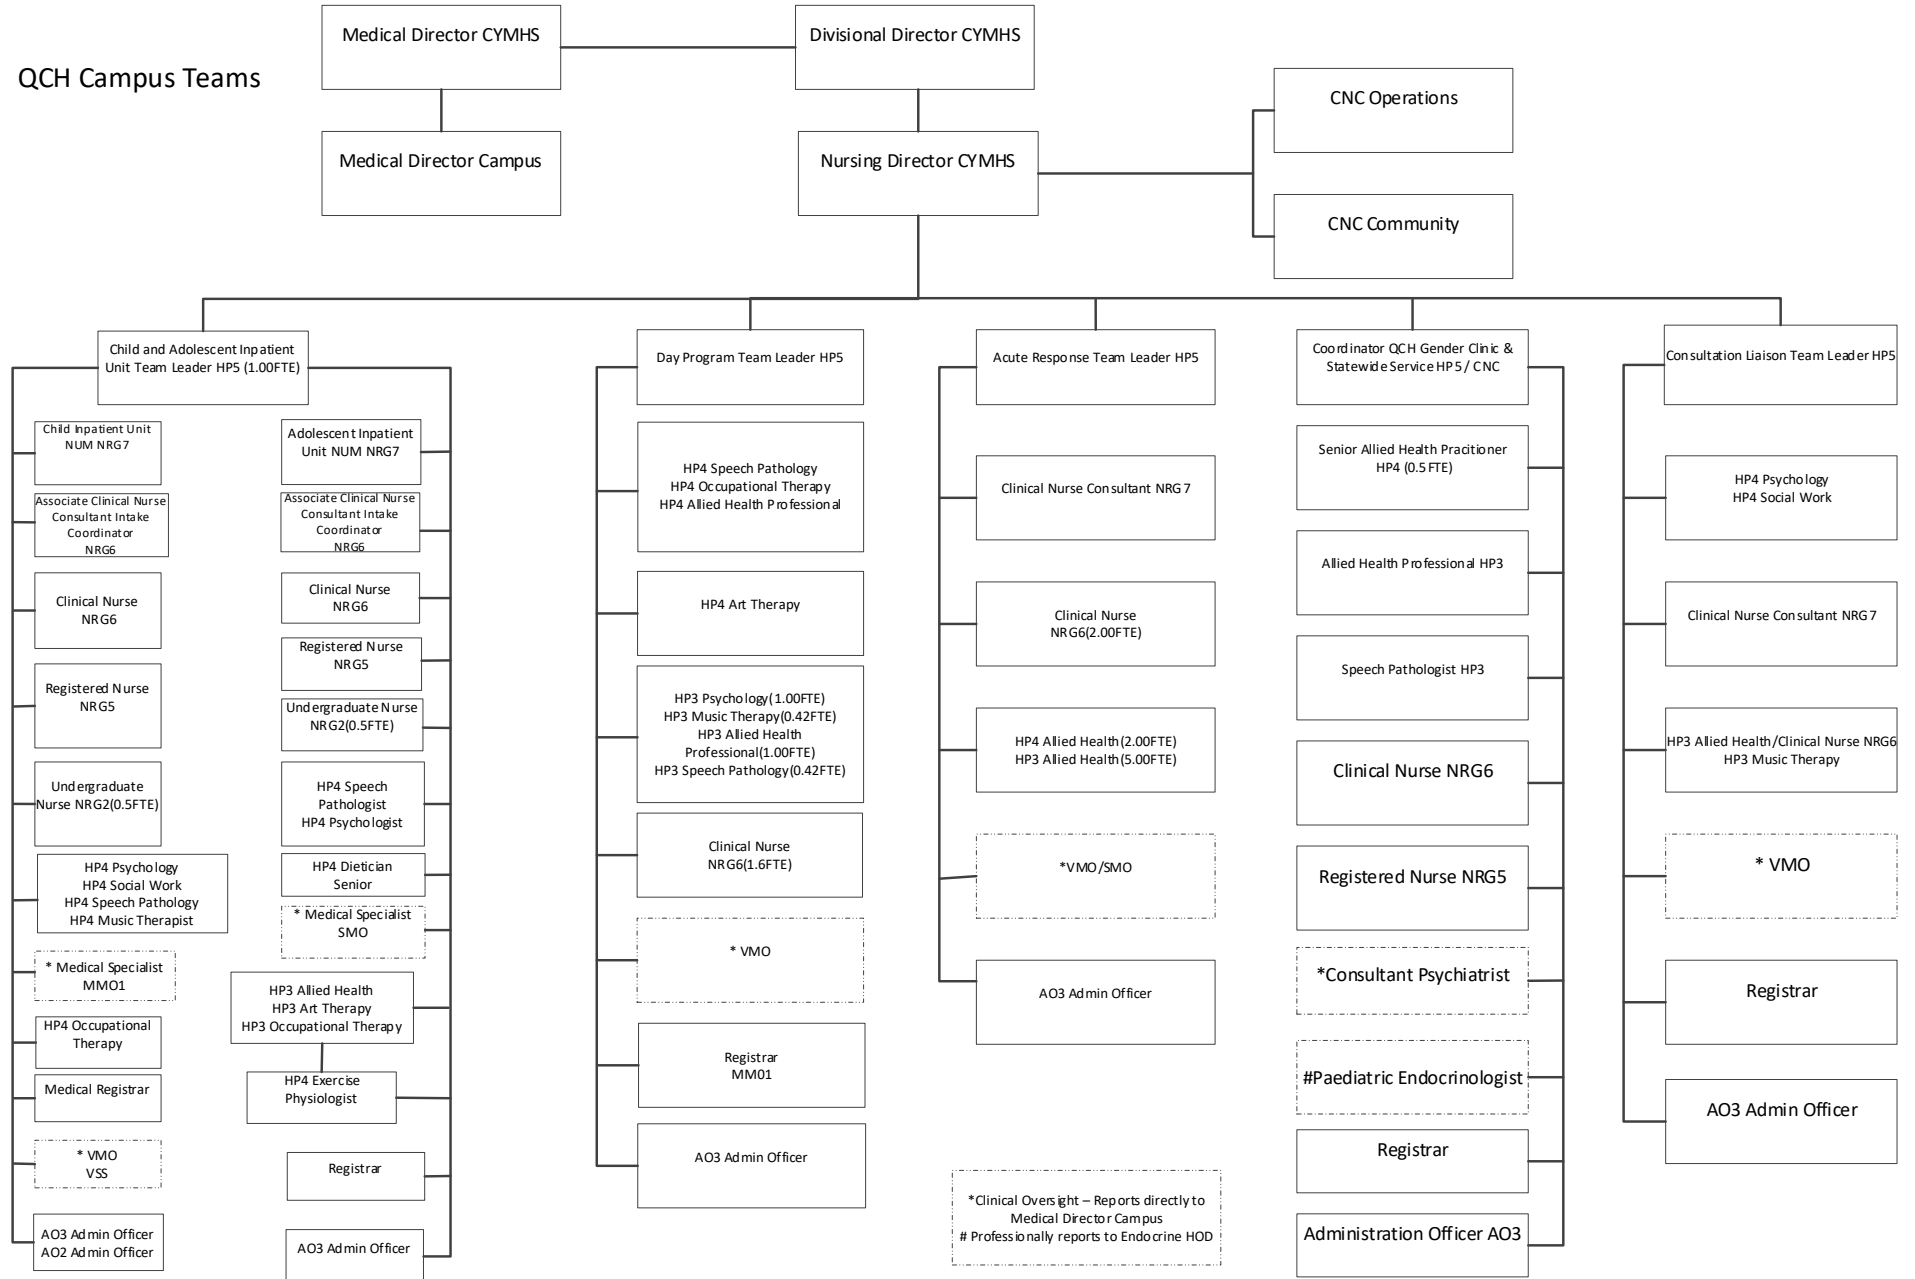 QCH Campus Teams
Medical Director CYMHS
Divisional Director CYMHS
Medical Director Campus
Nursing Director CYMHS
CNC Operations
CNC Community
Child and Adolescent Inpatient
Unit Team Leader HP5 (1.00FTE)
Child Inpatient Unit
NUM NRG7
Associate Clinical Nurse
Consultant Intake
Coordinator
NRG6
Clinical Nurse
NRG6
Registered Nurse
NRG5
Undergraduate
Nurse NRG2(0.5FTE)
HP4 Psychology
HP4 Social Work
HP4 Speech Pathology
HP4 Music Therapist
* Medical Specialist
MMO1
HP4 Occupational
Therapy
Medical Registrar
* VMO
VSS
AO3 Admin Officer
AO2 Admin Officer
Adolescent Inpatient
Unit NUM NRG7
Associate Clinical Nurse
Consultant Intake
Coordinator
NRG6
Clinical Nurse
NRG6
Registered Nurse
NRG5
Undergraduate Nurse
NRG2(0.5FTE)
HP4 Speech
Pathologist
HP4 Psychologist
HP4 Dietician
Senior
* Medical Specialist
SMO
HP3 Allied Health
HP3 Art Therapy
HP3 Occupational Therapy
HP4 Exercise
Physiologist
Registrar
AO3 Admin Officer
Day Program Team Leader HP5
HP4 Speech Pathology
HP4 Occupational Therapy
HP4 Allied Health Professional
HP4 Art Therapy
HP3 Psychology(1.00FTE)
HP3 Music Therapy(0.42FTE)
HP3 Allied Health
Professional(1.00FTE)
HP3 Speech Pathology(0.42FTE)
Clinical Nurse
NRG6(1.6FTE)
* VMO
Registrar
MM01
AO3 Admin Officer
Acute Response Team Leader HP5
Clinical Nurse Consultant NRG7
Clinical Nurse
NRG6(2.00FTE)
HP4 Allied Health(2.00FTE)
HP3 Allied Health(5.00FTE)
*VMO/SMO
AO3 Admin Officer
*Clinical Oversight – Reports directly to
Medical Director Campus
# Professionally reports to Endocrine HOD
Coordinator QCH Gender Clinic &
Statewide Service HP5 / CNC
Senior Allied Health Pracitioner
HP4 (0.5FTE)
Allied Health Professional HP3
Speech Pathologist HP3
Clinical Nurse NRG6
Registered Nurse NRG5
*Consultant Psychiatrist
#Paediatric Endocrinologist
Registrar
Administration Officer AO3
Consultation Liaison Team Leader HP5
HP4 Psychology
HP4 Social Work
Clinical Nurse Consultant NRG7
HP3 Allied Health/Clinical Nurse NRG6
HP3 Music Therapy
* VMO
Registrar
AO3 Admin Officer